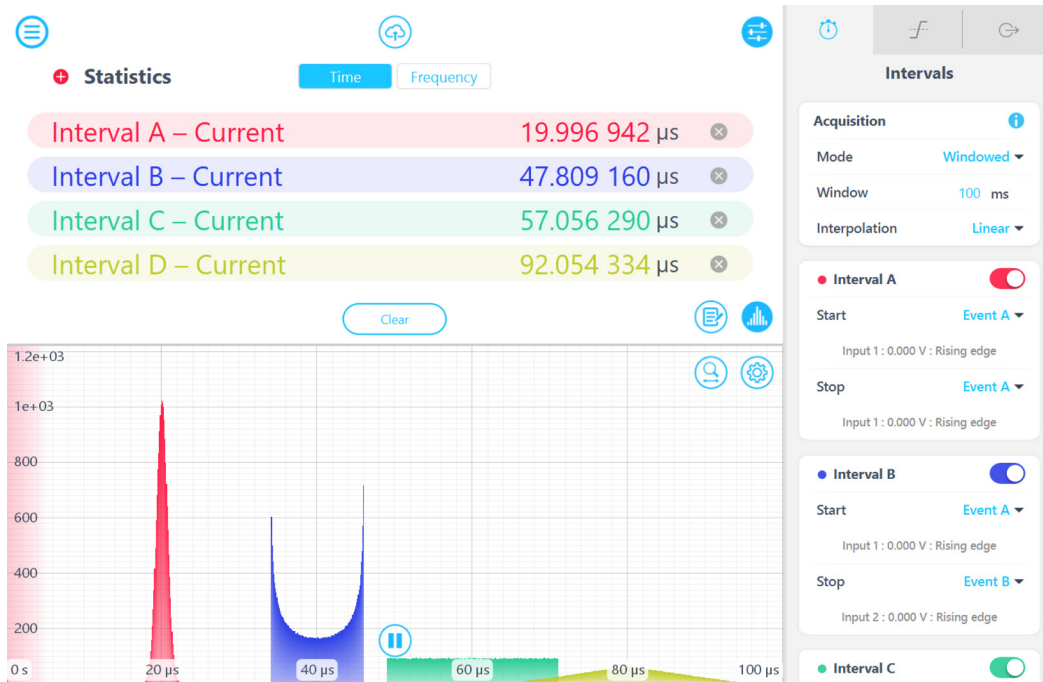 Statistics
Time
Frequency
Interval A – Current 19.996 942 µs
Interval B – Current 47.809 160 µs
Interval C – Current 57.056 290 µs
Interval D – Current 92.054 334 µs
Clear
1.2e+03
1e+03
800
600
400
200
0 s
20 µs
40 µs
60 µs
80 µs
100 µs
Intervals
Acquisition
Mode Windowed
Window 100 ms
Interpolation Linear
Interval A
Start Event A
Input 1 : 0.000 V : Rising edge
Stop Event A
Input 1 : 0.000 V : Rising edge
Interval B
Start Event A
Input 1 : 0.000 V : Rising edge
Stop Event B
Input 2 : 0.000 V : Rising edge
Interval C